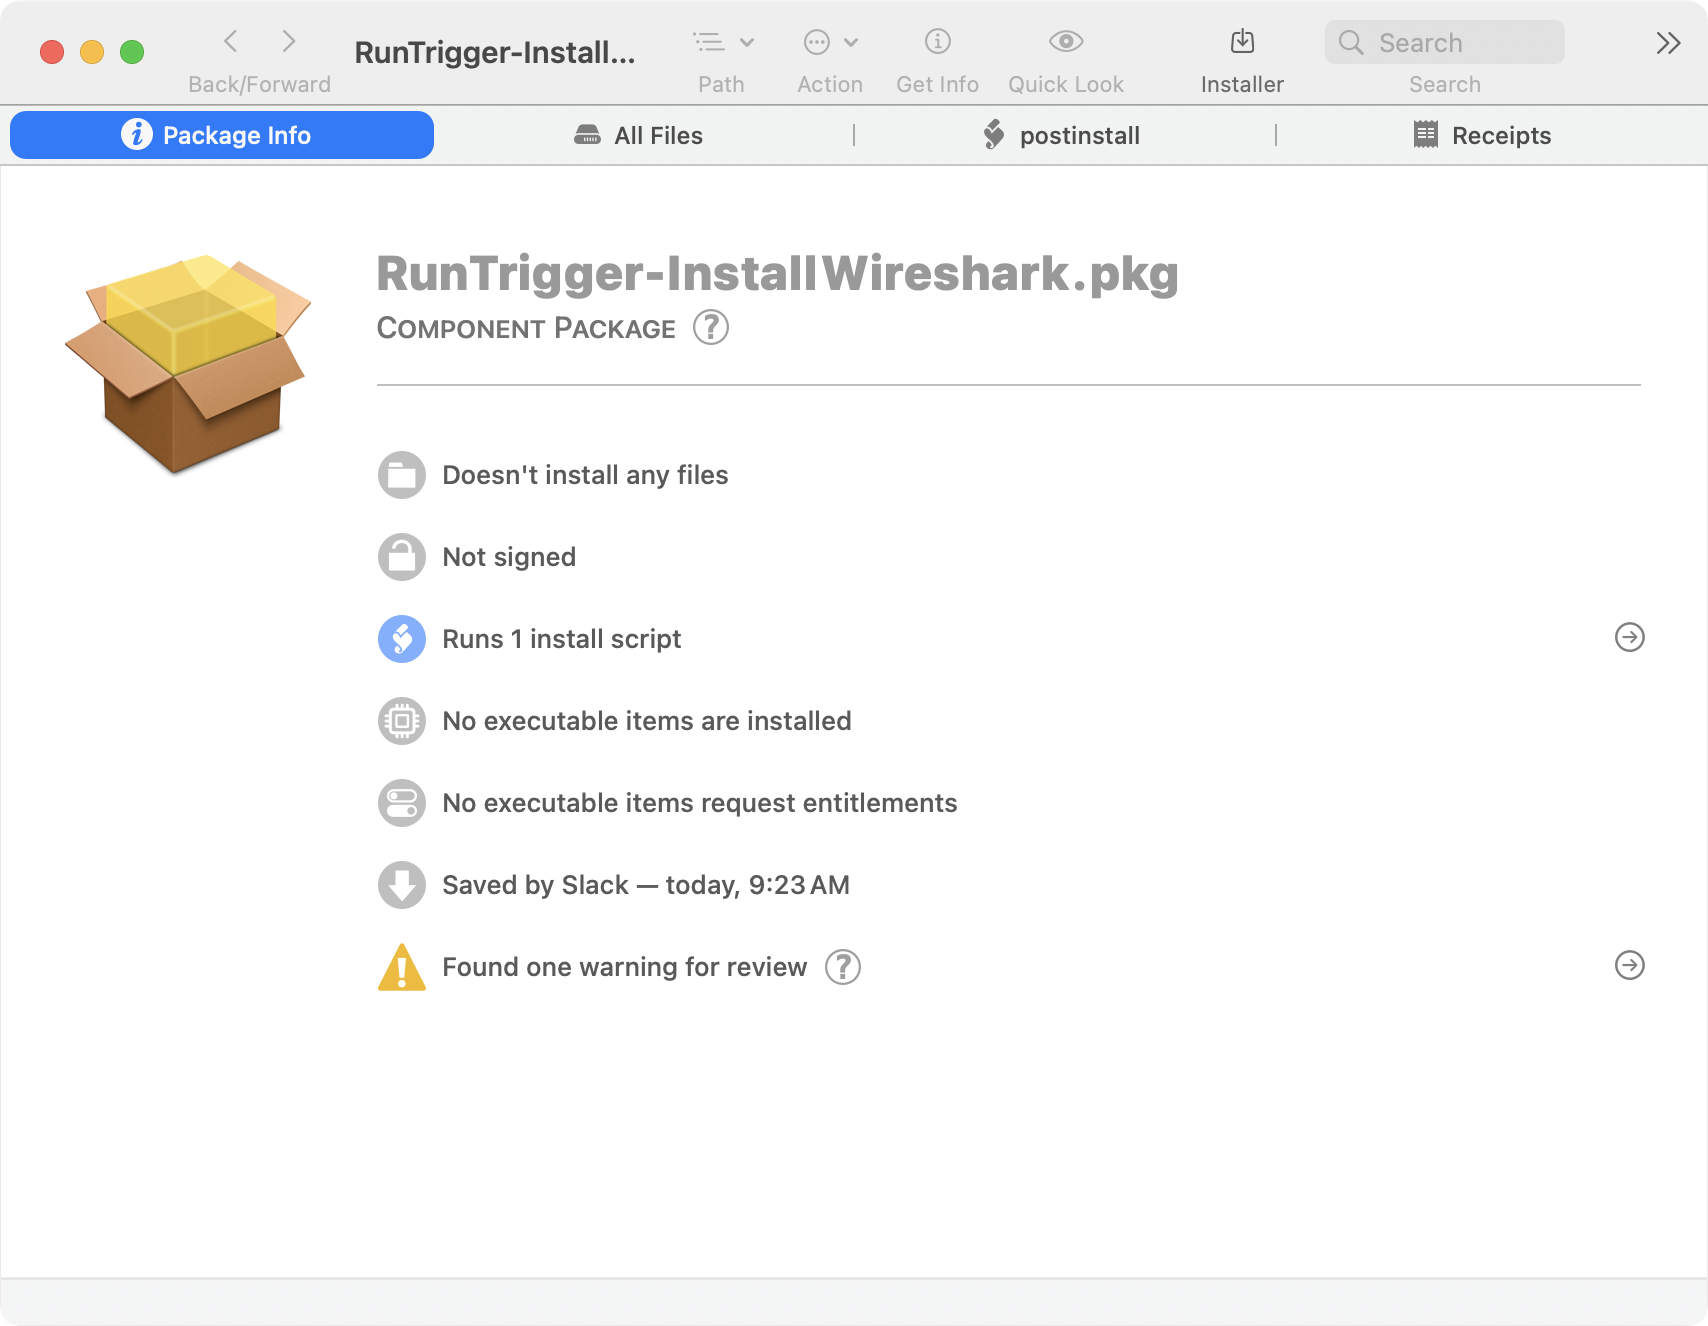 RunTrigger-Install...
Back/Forward
Path
Action
Get Info
Quick Look
Installer
Search
Search
Package Info
All Files
postinstall
Receipts
RunTrigger-InstallWireshark.pkg
COMPONENT PACKAGE ?
Doesn't install any files
Not signed
Runs 1 install script
No executable items are installed
No executable items request entitlements
Saved by Slack — today, 9:23 AM
Found one warning for review ?